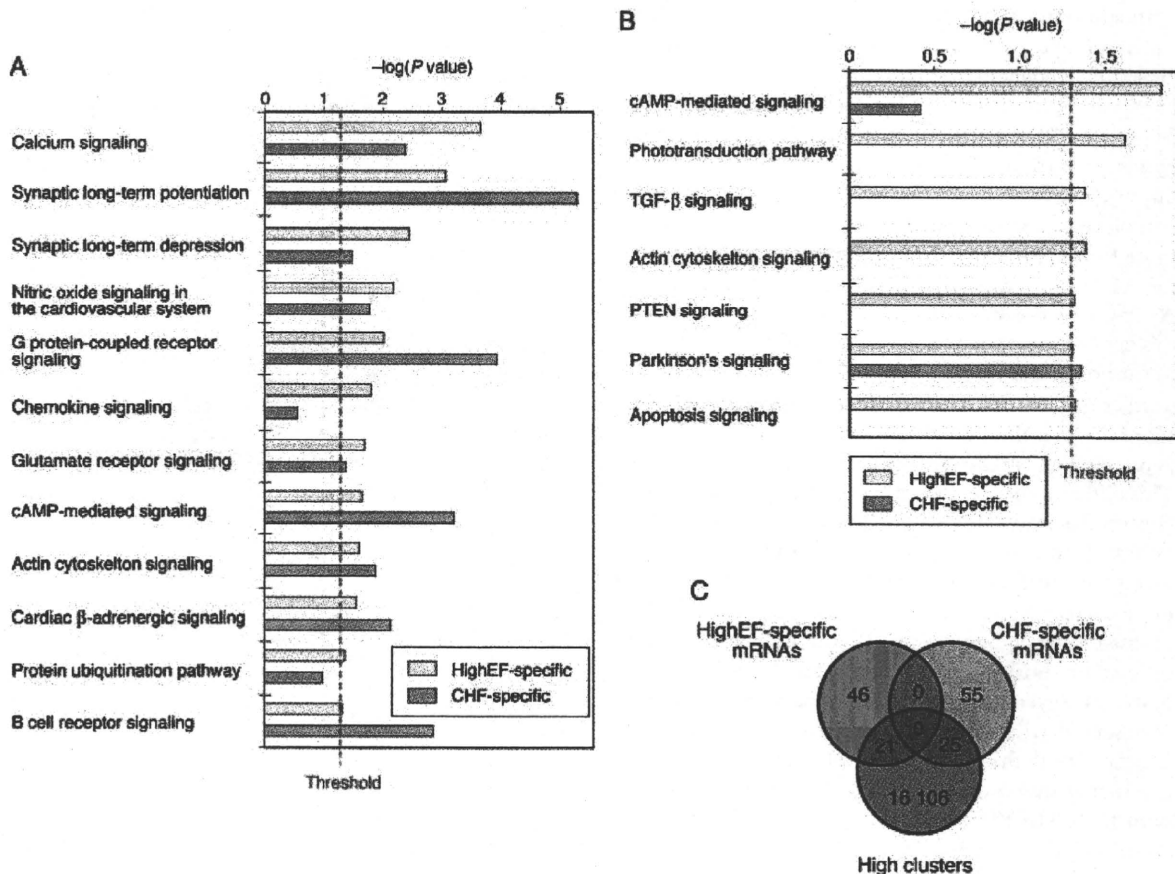 A
–log(P value)
0 1 2 3 4 5
Calcium signaling
Synaptic long-term potentiation
Synaptic long-term depression
Nitric oxide signaling in
the cardiovascular system
G protein-coupled receptor
signaling
Chemokine signaling
Glutamate receptor signaling
cAMP-mediated signaling
Actin cytoskelton signaling
Cardiac β-adrenergic signaling
Protein ubiquitination pathway
B cell receptor signaling
HighEF-specific
CHF-specific
Threshold
B
–log(P value)
0 0.5 1.0 1.5
cAMP-mediated signaling
Phototransduction pathway
TGF-β signaling
Actin cytoskelton signaling
PTEN signaling
Parkinson's signaling
Apoptosis signaling
Threshold
HighEF-specific
CHF-specific
C
HighEF-specific
mRNAs
CHF-specific
mRNAs
46 0 55
0
21 25
16 106
High clusters